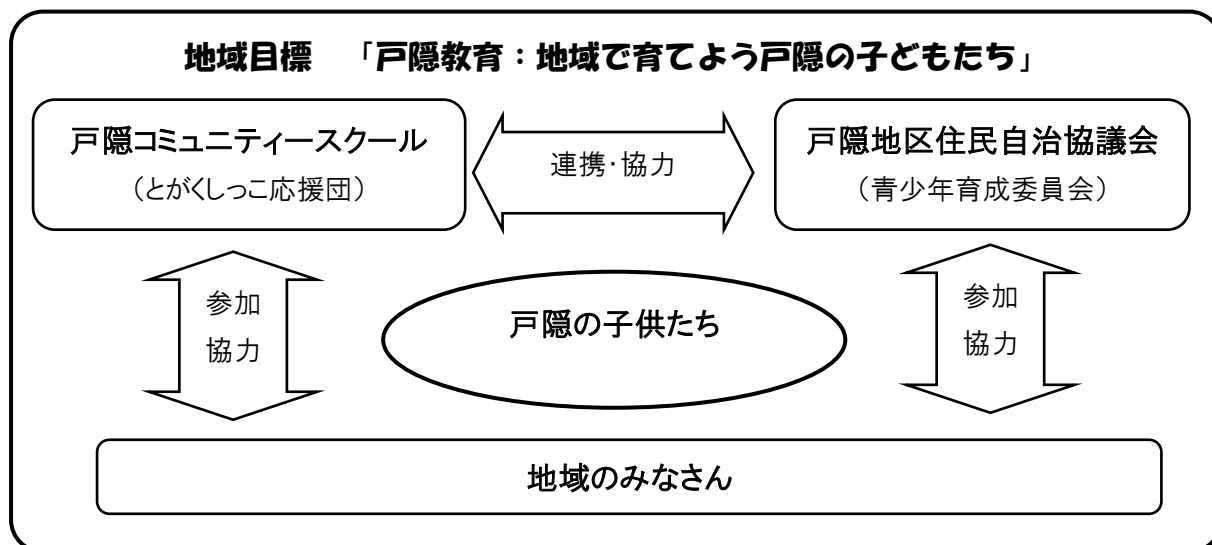 地域目標　「戸隠教育：地域で育てよう戸隠の子どもたち」
戸隠コミュニティースクール
（とがくしっこ応援団）
連携・協力
戸隠地区住民自治協議会
（青少年育成委員会）
参加
協力
戸隠の子供たち
参加
協力
地域のみなさん